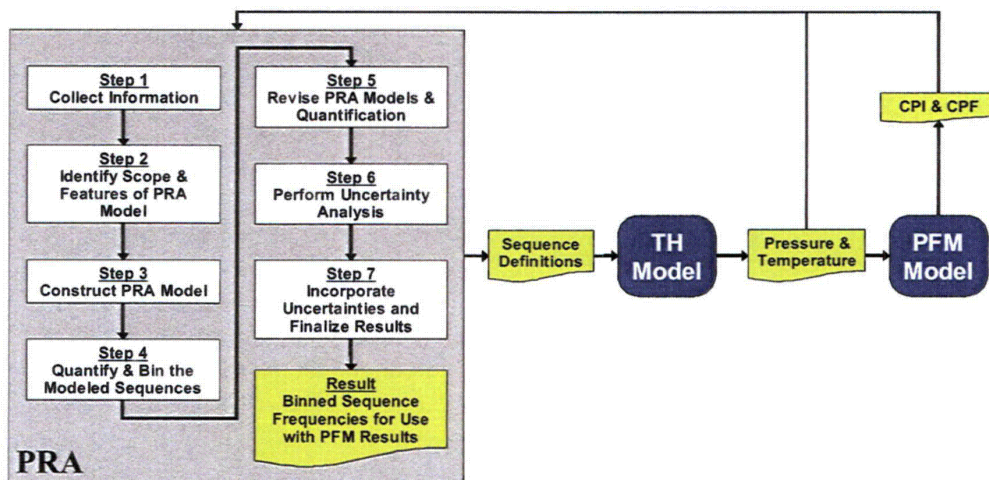 Step 1
Collect Information
Step 2
Identify Scope &
Features of PRA
Model
Step 3
Construct PRA Model
Step 4
Quantify & Bin the
Modeled Sequences
Step 5
Revise PRA Models &
Quantification
Step 6
Perform Uncertainty
Analysis
Step 7
Incorporate
Uncertainties and
Finalize Results
Result
Binned Sequence
Frequencies for Use
with PFM Results
PRA
Sequence
Definitions
TH
Model
Pressure &
Temperature
PFM
Model
CPI & CPF